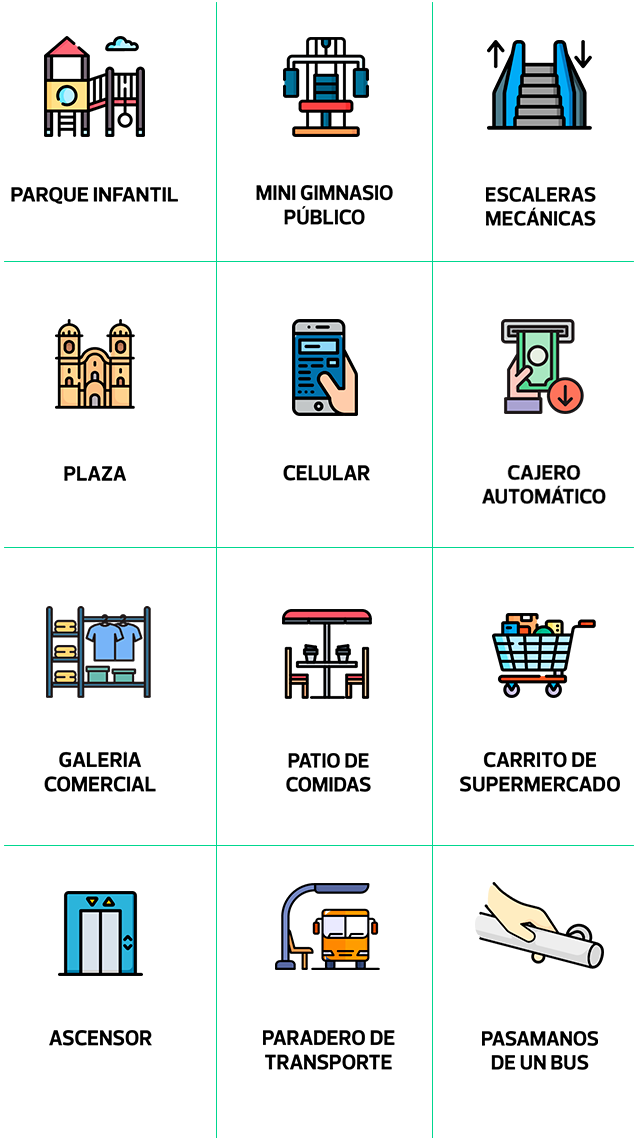 PARQUE INFANTIL
MINI GIMNASIO
PÚBLICO
ESCALERAS
MECÁNICAS
PLAZA
CELULAR
CAJERO
AUTOMÁTICO
GALERIA
COMERCIAL
PATIO DE
COMIDAS
CARRITO DE
SUPERMERCADO
ASCENSOR
PARADERO DE
TRANSPORTE
PASAMANOS
DE UN BUS